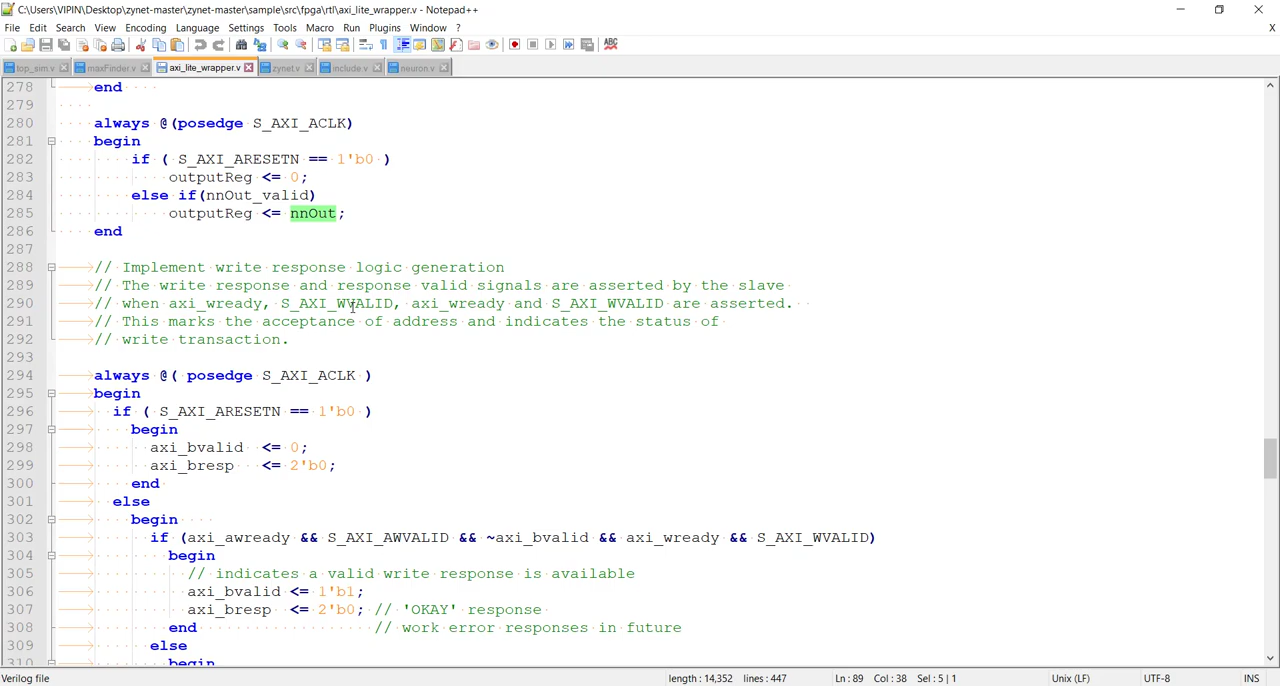 C:\Users\VIPIN\Desktop\zynet-master\zynet-master\sample\src\fpga\rtl\axi_lite_wrapper.v - Notepad++
File Edit Search View Encoding Language Settings Tools Macro Run Plugins Window ? X
top_sim.v maxFinder.v axi_lite_wrapper.v zynet.v include.v neuron.v
278 end
279
280 always @(posedge S_AXI_ACLK)
281 begin
282 if ( S_AXI_ARESETN == 1'b0 )
283 outputReg <= 0;
284 else if(nnOut_valid)
285 outputReg <= nnOut;
286 end
287
288 // Implement write response logic generation
289 // The write response and response valid signals are asserted by the slave
290 // when axi_wready, S_AXI_WVALID, axi_wready and S_AXI_WVALID are asserted.
291 // This marks the acceptance of address and indicates the status of
292 // write transaction.
293
294 always @( posedge S_AXI_ACLK )
295 begin
296 if ( S_AXI_ARESETN == 1'b0 )
297 begin
298 axi_bvalid <= 0;
299 axi_bresp <= 2'b0;
300 end
301 else
302 begin
303 if (axi_awready && S_AXI_AWVALID && ~axi_bvalid && axi_wready && S_AXI_WVALID)
304 begin
305 // indicates a valid write response is available
306 axi_bvalid <= 1'b1;
307 axi_bresp <= 2'b0; // 'OKAY' response
308 end // work error responses in future
309 else
310 begin
Verilog file length : 14,352 lines : 447 Ln : 89 Col : 38 Sel : 5 | 1 Unix (LF) UTF-8 INS